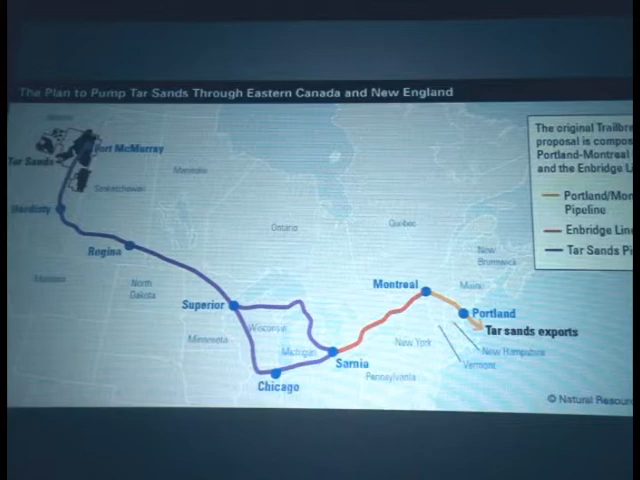 The Plan to Pump Tar Sands Through Eastern Canada and New England
The original Trailbre
proposal is compos
Portland-Montreal
and the Enbridge L
Portland/Mon
Pipeline
Enbridge Lin
Tar Sands Pi
Fort McMurray
Tar Sands
Manitoba
Saskatchewan
Hardisty
Ontario
Quebec
Regina
New
Brunswick
Montana
North
Dakota
Montreal
Maine
Superior
Portland
Tar sands exports
Wisconsin
Minnesota
New York
Michigan
New Hampshire
Sarnia
Vermont
Chicago
Pennsylvania
© Natural Resour